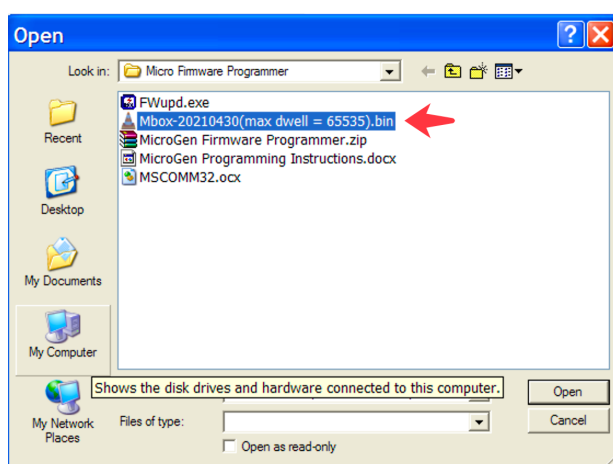 Open
Look in: Micro Firmware Programmer
FWupd.exe
Mbox-20210430(max dwell = 65535).bin
MicroGen Firmware Programmer.zip
MicroGen Programming Instructions.docx
MSCOMM32.ocx
Recent
Desktop
My Documents
My Computer
Shows the disk drives and hardware connected to this computer.
Open
My Network
Places
Files of type:
Cancel
Open as read-only